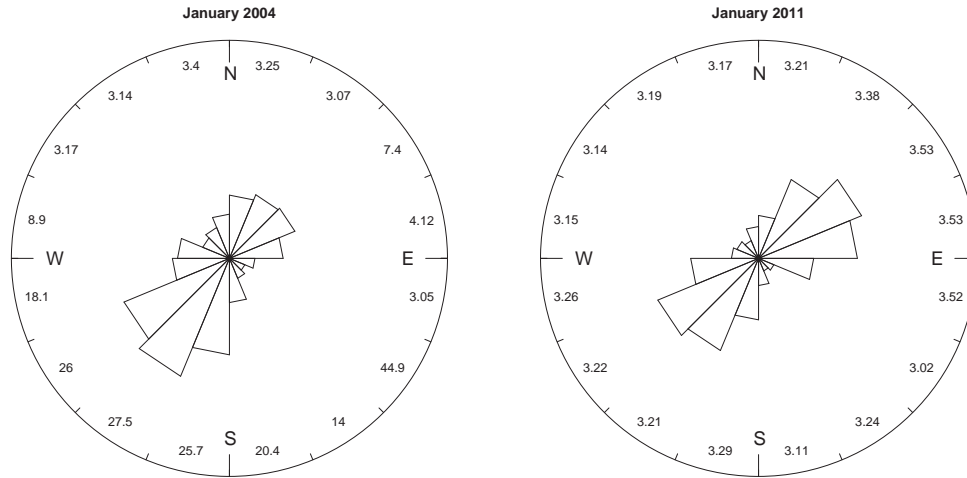 January 2004
3.4 3.25
N
3.14 3.07
3.17 7.4
8.9 4.12
W E
18.1 3.05
26 44.9
27.5 14
S
25.7 20.4
January 2011
3.17 3.21
N
3.19 3.38
3.14 3.53
3.15 3.53
W E
3.26 3.52
3.22 3.02
3.21 3.24
S
3.29 3.11